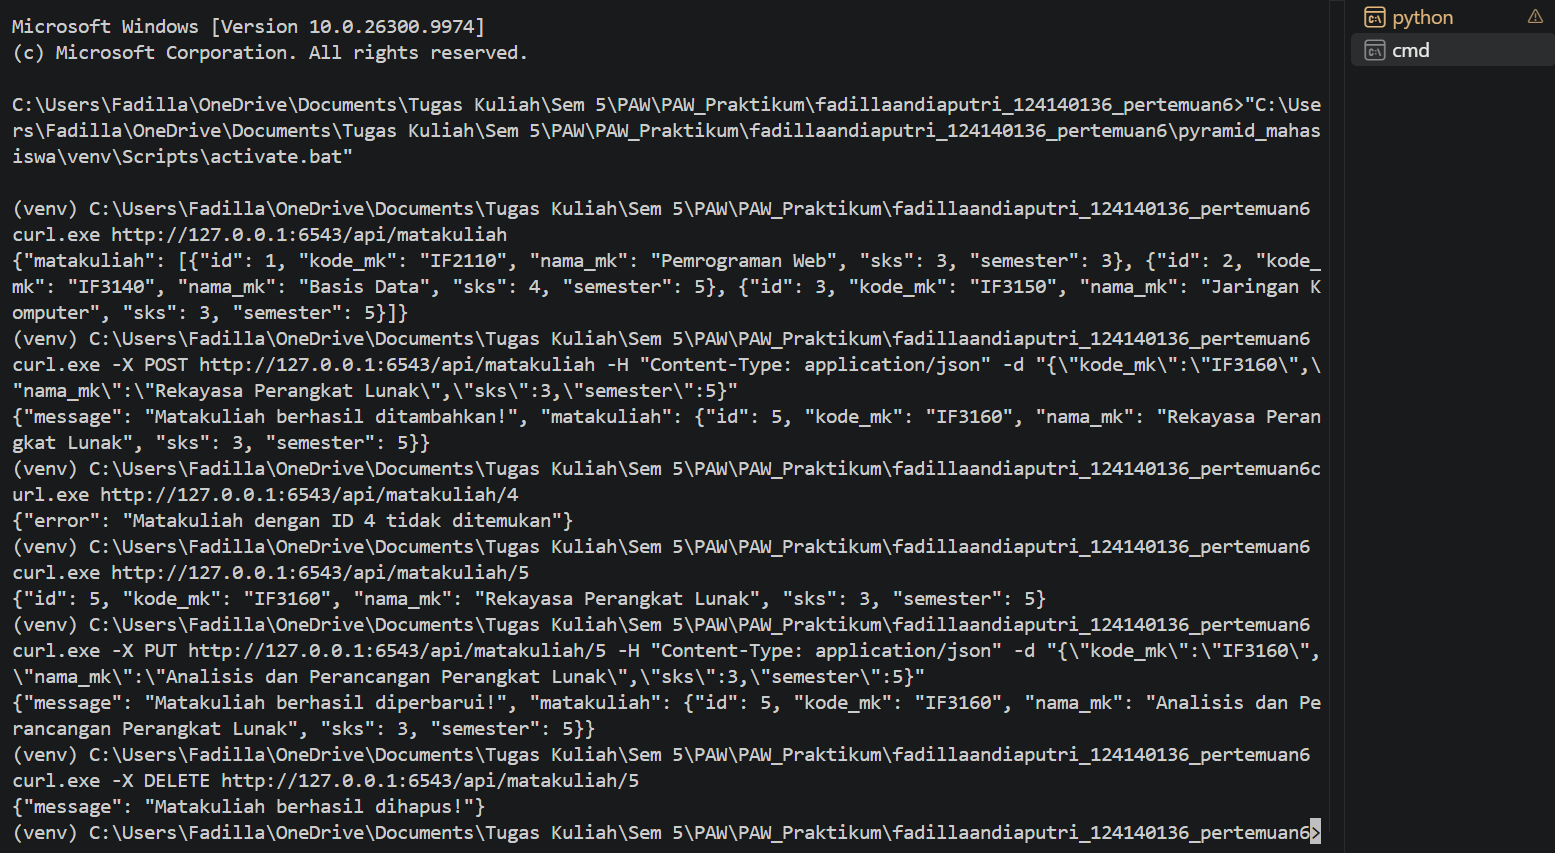 Microsoft Windows [Version 10.0.26300.9974]
(c) Microsoft Corporation. All rights reserved.
C:\Users\Fadilla\OneDrive\Documents\Tugas Kuliah\Sem 5\PAW\PAW_Praktikum\fadillaandiaputri_124140136_pertemuan6>"C:\Use
rs\Fadilla\OneDrive\Documents\Tugas Kuliah\Sem 5\PAW\PAW_Praktikum\fadillaandiaputri_124140136_pertemuan6\pyramid_mahas
iswa\venv\Scripts\activate.bat"
(venv) C:\Users\Fadilla\OneDrive\Documents\Tugas Kuliah\Sem 5\PAW\PAW_Praktikum\fadillaandiaputri_124140136_pertemuan6
curl.exe http://127.0.0.1:6543/api/matakuliah
{"matakuliah": [{"id": 1, "kode_mk": "IF2110", "nama_mk": "Pemrograman Web", "sks": 3, "semester": 3}, {"id": 2, "kode_
mk": "IF3140", "nama_mk": "Basis Data", "sks": 4, "semester": 5}, {"id": 3, "kode_mk": "IF3150", "nama_mk": "Jaringan K
omputer", "sks": 3, "semester": 5}]}
(venv) C:\Users\Fadilla\OneDrive\Documents\Tugas Kuliah\Sem 5\PAW\PAW_Praktikum\fadillaandiaputri_124140136_pertemuan6
curl.exe -X POST http://127.0.0.1:6543/api/matakuliah -H "Content-Type: application/json" -d "{\"kode_mk\":\"IF3160\",\
"nama_mk\":\"Rekayasa Perangkat Lunak\",\"sks\":3,\"semester\":5}"
{"message": "Matakuliah berhasil ditambahkan!", "matakuliah": {"id": 5, "kode_mk": "IF3160", "nama_mk": "Rekayasa Peran
gkat Lunak", "sks": 3, "semester": 5}}
(venv) C:\Users\Fadilla\OneDrive\Documents\Tugas Kuliah\Sem 5\PAW\PAW_Praktikum\fadillaandiaputri_124140136_pertemuan6c
url.exe http://127.0.0.1:6543/api/matakuliah/4
{"error": "Matakuliah dengan ID 4 tidak ditemukan"}
(venv) C:\Users\Fadilla\OneDrive\Documents\Tugas Kuliah\Sem 5\PAW\PAW_Praktikum\fadillaandiaputri_124140136_pertemuan6
curl.exe http://127.0.0.1:6543/api/matakuliah/5
{"id": 5, "kode_mk": "IF3160", "nama_mk": "Rekayasa Perangkat Lunak", "sks": 3, "semester": 5}
(venv) C:\Users\Fadilla\OneDrive\Documents\Tugas Kuliah\Sem 5\PAW\PAW_Praktikum\fadillaandiaputri_124140136_pertemuan6
curl.exe -X PUT http://127.0.0.1:6543/api/matakuliah/5 -H "Content-Type: application/json" -d "{\"kode_mk\":\"IF3160\",
\"nama_mk\":\"Analisis dan Perancangan Perangkat Lunak\",\"sks\":3,\"semester\":5}"
{"message": "Matakuliah berhasil diperbarui!", "matakuliah": {"id": 5, "kode_mk": "IF3160", "nama_mk": "Analisis dan Pe
rancangan Perangkat Lunak", "sks": 3, "semester": 5}}
(venv) C:\Users\Fadilla\OneDrive\Documents\Tugas Kuliah\Sem 5\PAW\PAW_Praktikum\fadillaandiaputri_124140136_pertemuan6
curl.exe -X DELETE http://127.0.0.1:6543/api/matakuliah/5
{"message": "Matakuliah berhasil dihapus!"}
(venv) C:\Users\Fadilla\OneDrive\Documents\Tugas Kuliah\Sem 5\PAW\PAW_Praktikum\fadillaandiaputri_124140136_pertemuan6>
python
cmd